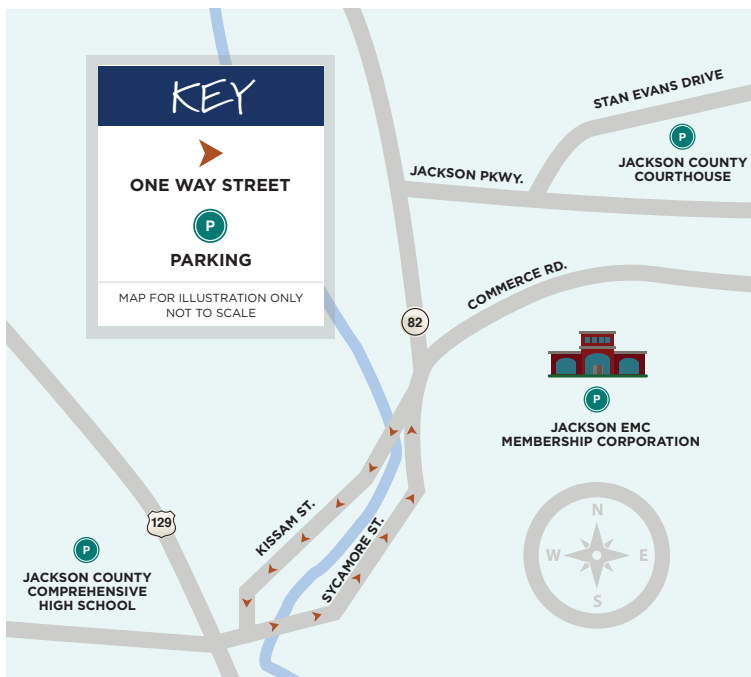 KEY
ONE WAY STREET
P
PARKING
MAP FOR ILLUSTRATION ONLY
NOT TO SCALE
STAN EVANS DRIVE
P
JACKSON COUNTY
COURTHOUSE
JACKSON PKWY.
COMMERCE RD.
82
P
JACKSON EMC
MEMBERSHIP CORPORATION
129
KISSAM ST.
SYCAMORE ST.
P
JACKSON COUNTY
COMPREHENSIVE
HIGH SCHOOL
N
W
E
S